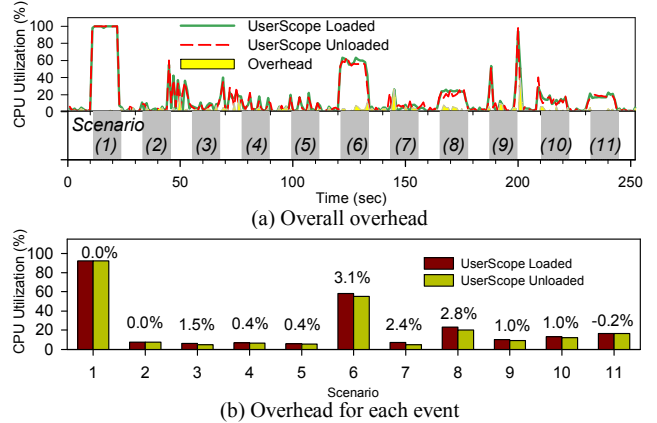 CPU Utilization (%)
100
80
60
40
20
0
UserScope Loaded
UserScope Unloaded
Overhead
Scenario
(1) (2) (3) (4) (5) (6) (7) (8) (9) (10) (11)
0 50 100 150 200 250
Time (sec)
(a) Overall overhead
CPU Utilization (%)
100
80
60
40
20
0
UserScope Loaded
UserScope Unloaded
0.0% 0.0% 1.5% 0.4% 0.4% 3.1% 2.4% 2.8% 1.0% 1.0% -0.2%
1 2 3 4 5 6 7 8 9 10 11
Scenario
(b) Overhead for each event